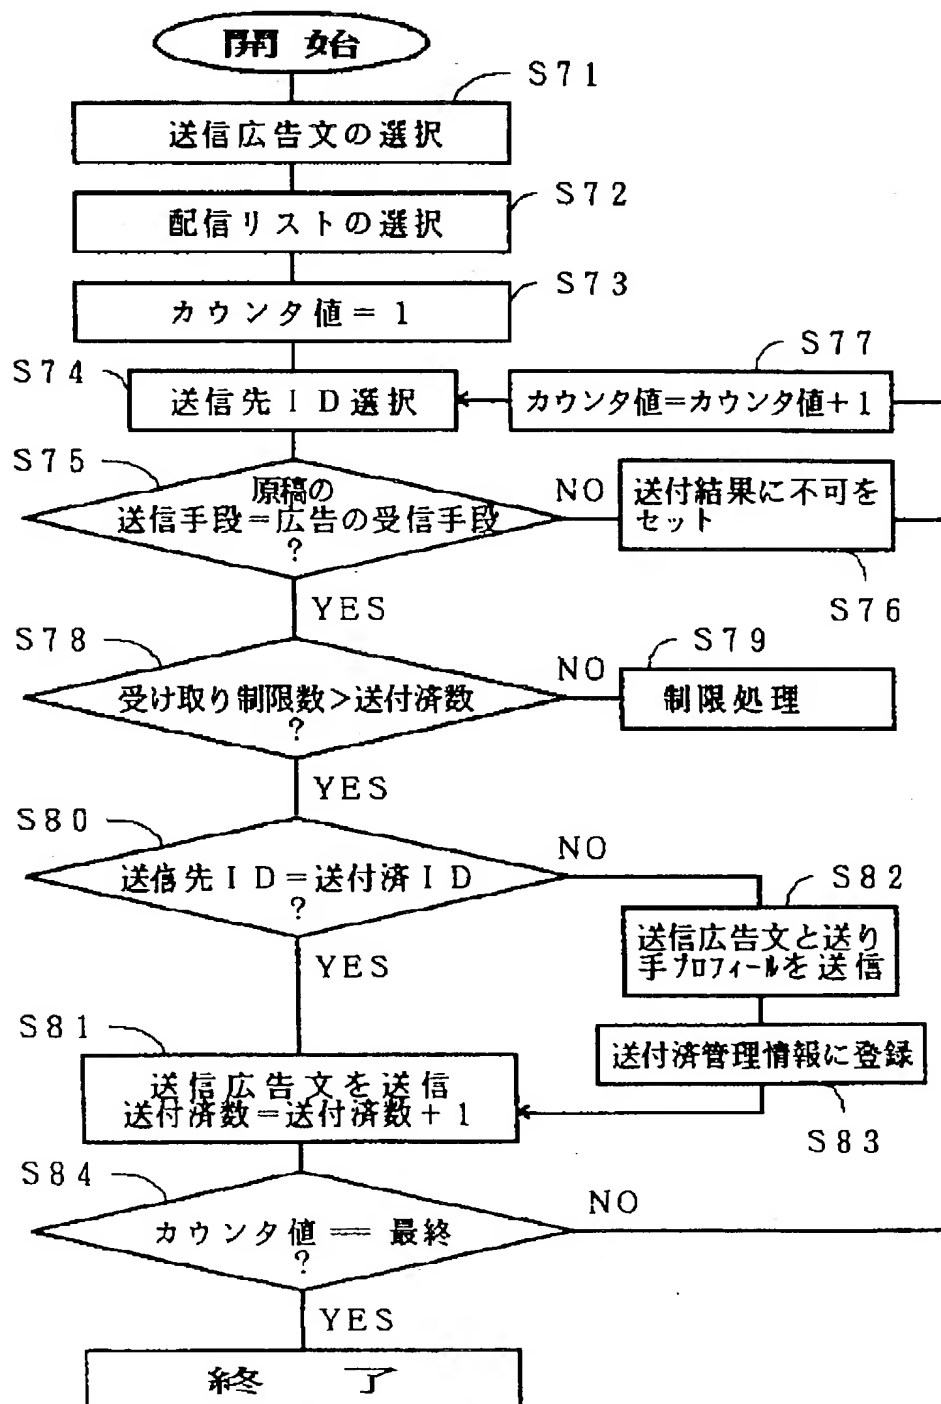 開始
S71
送信広告文の選択
S72
配信リストの選択
S73
カウンタ値＝１
S77
S74
送信先ＩＤ選択
カウンタ値＝カウンタ値＋１
S75
原稿の
送信手段＝広告の受信手段
？
NO
送付結果に不可を
セット
S76
YES
S78
受け取り制限数＞送付済数
？
NO
S79
制限処理
YES
S80
送信先ＩＤ＝送付済ＩＤ
？
NO
S82
送信広告文と送り
手プロフィールを送信
YES
S81
送信広告文を送信
送付済数＝送付済数＋１
送付済管理情報に登録
S83
S84
カウンタ値 == 最終
？
NO
YES
終了